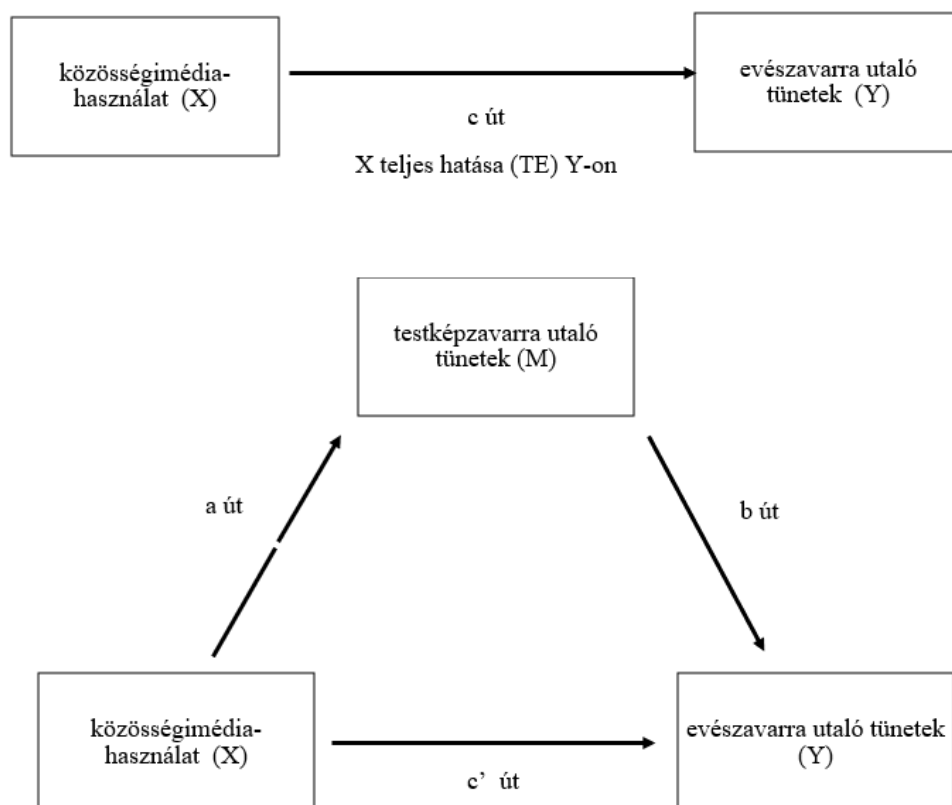 közösségimédia-
használat (X)
evészavarra utaló
tünetek (Y)
c út
X teljes hatása (TE) Y-on
testképzavarra utaló
tünetek (M)
a út
b út
közösségimédia-
használat (X)
evészavarra utaló tünetek
(Y)
c’ út